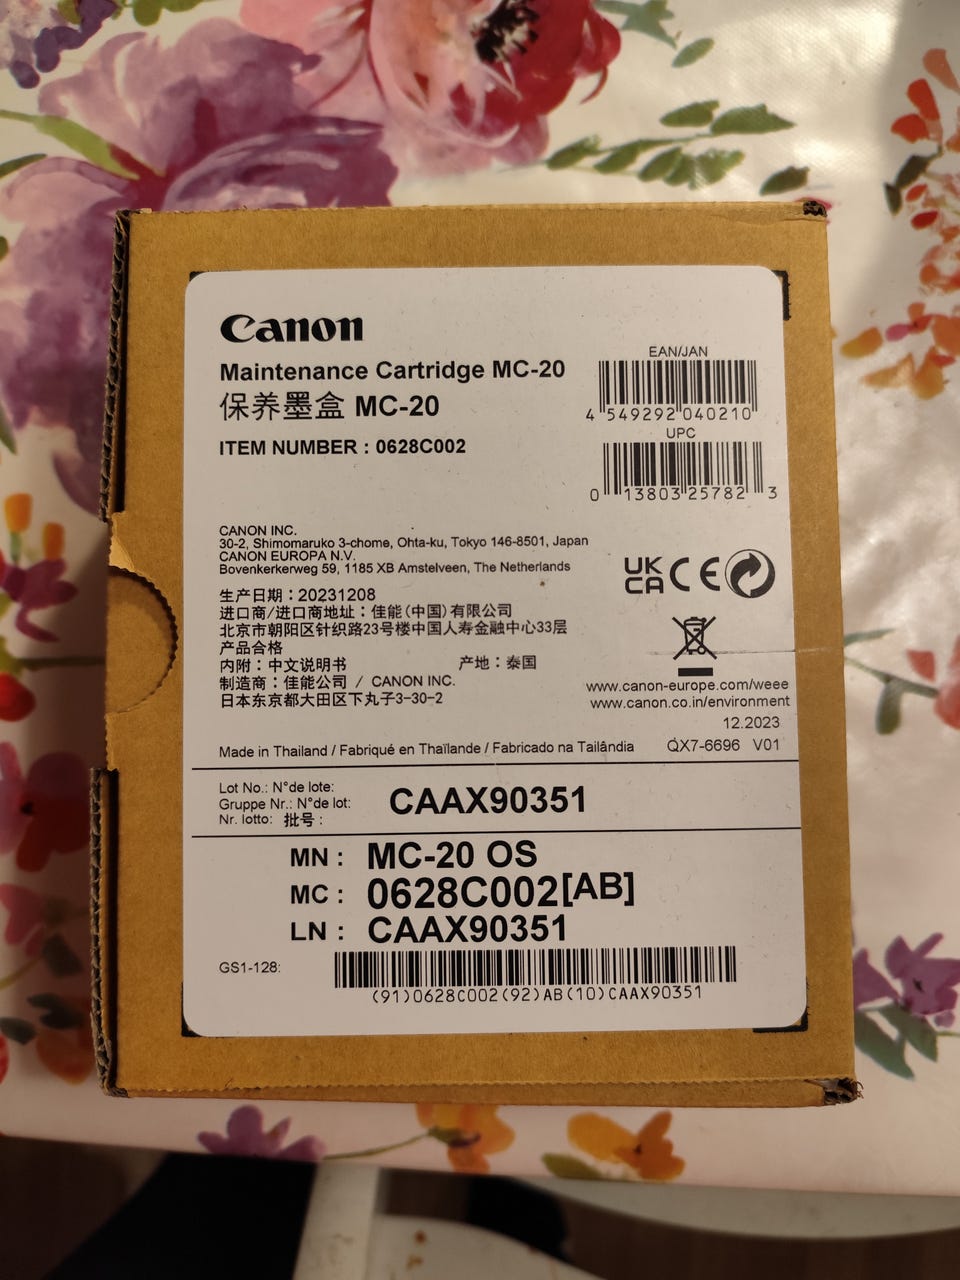 Canon
Maintenance Cartridge MC-20
保养墨盒 MC-20
ITEM NUMBER : 0628C002
EAN/JAN
4 549292 040210
UPC
0 13803 25782 3
CANON INC.
30-2, Shimomaruko 3-chome, Ohta-ku, Tokyo 146-8501, Japan
CANON EUROPA N.V.
Bovenkerkerweg 59, 1185 XB Amstelveen, The Netherlands
UK
CA CE
生产日期：20231208
进口商/进口商地址：佳能(中国)有限公司
北京市朝阳区针织路23号楼中国人寿金融中心33层
产品合格
内附：中文说明书 产地：泰国
制造商：佳能公司 / CANON INC.
日本东京都大田区下丸子3-30-2
www.canon-europe.com/weee
www.canon.co.in/environment
12.2023
Made in Thailand / Fabriqué en Thaïlande / Fabricado na Tailândia QX7-6696 V01
Lot No.: N°de lote:
Gruppe Nr.: N°de lot:
Nr. lotto: 批号：
CAAX90351
MN : MC-20 OS
MC : 0628C002[AB]
LN : CAAX90351
GS1-128:
(91)0628C002(92)AB(10)CAAX90351